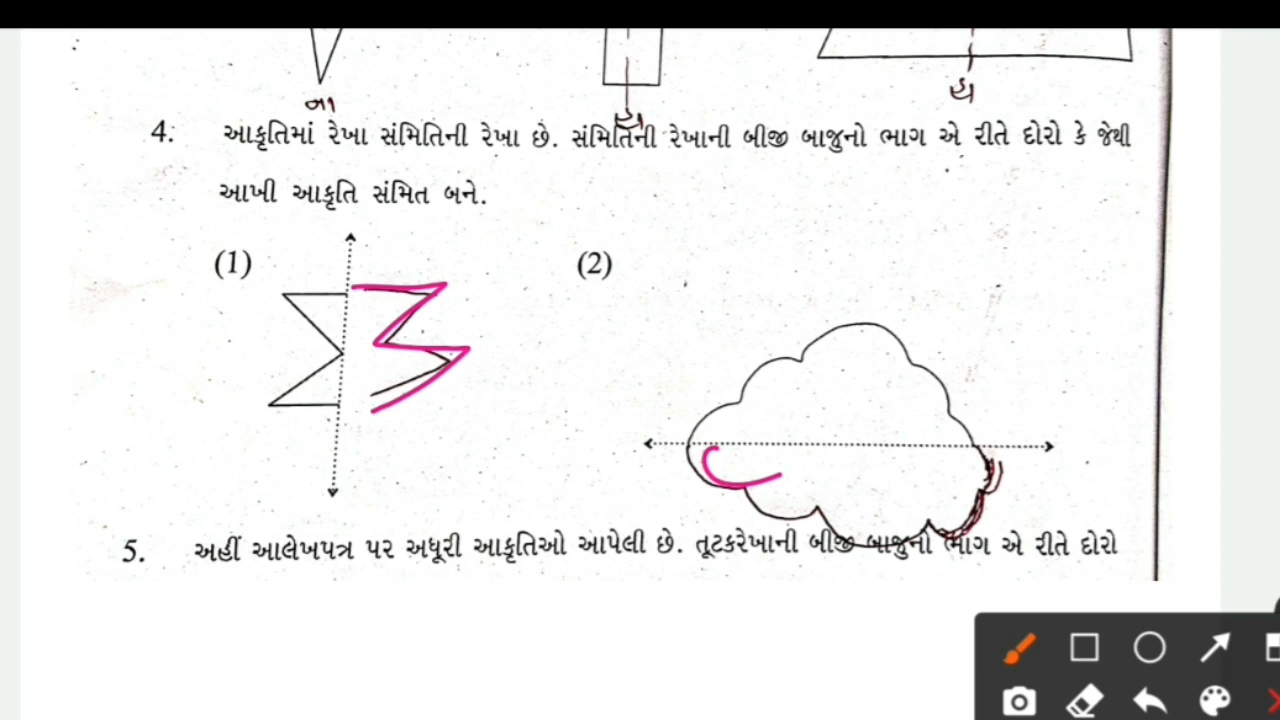 ના
હા
હા
4. આકૃતિમાં રેખા સંમિતિની રેખા છે. સંમિતિની રેખાની બીજી બાજુનો ભાગ એ રીતે દોરો કે જેથી
આખી આકૃતિ સંમિત બને.
(1) (2)
5. અહીં આલેખપત્ર પર અધૂરી આકૃતિઓ આપેલી છે. તૂટકરેખાની બીજી બાજુનો ભાગ એ રીતે દોરો